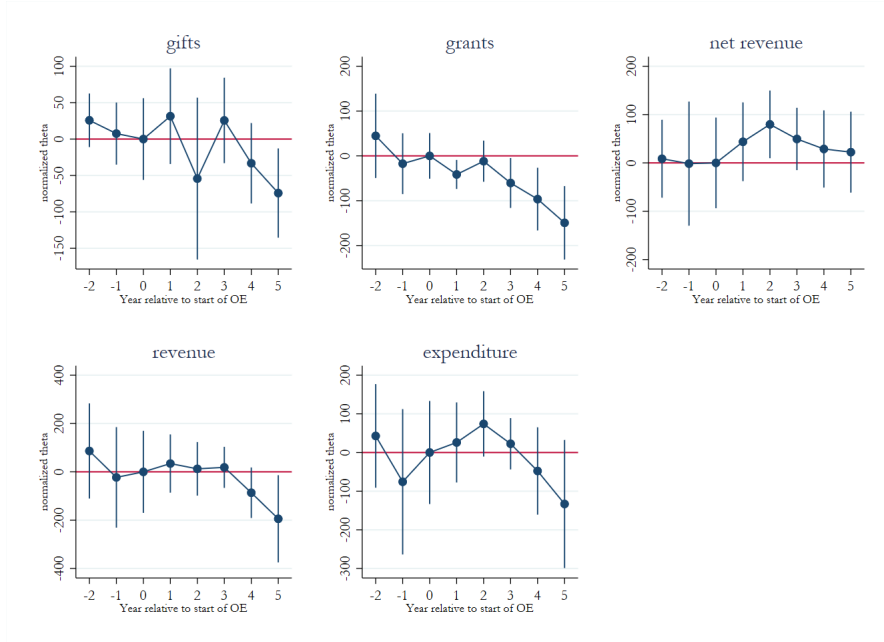 gifts
normalized theta
100
50
0
-50
-100
-150
-2 -1 0 1 2 3 4 5
Year relative to start of OE
grants
normalized theta
200
100
0
-100
-200
-2 -1 0 1 2 3 4 5
Year relative to start of OE
net revenue
normalized theta
200
100
0
-100
-200
-2 -1 0 1 2 3 4 5
Year relative to start of OE
revenue
normalized theta
400
200
0
-200
-400
-2 -1 0 1 2 3 4 5
Year relative to start of OE
expenditure
normalized theta
200
100
0
-100
-200
-300
-2 -1 0 1 2 3 4 5
Year relative to start of OE